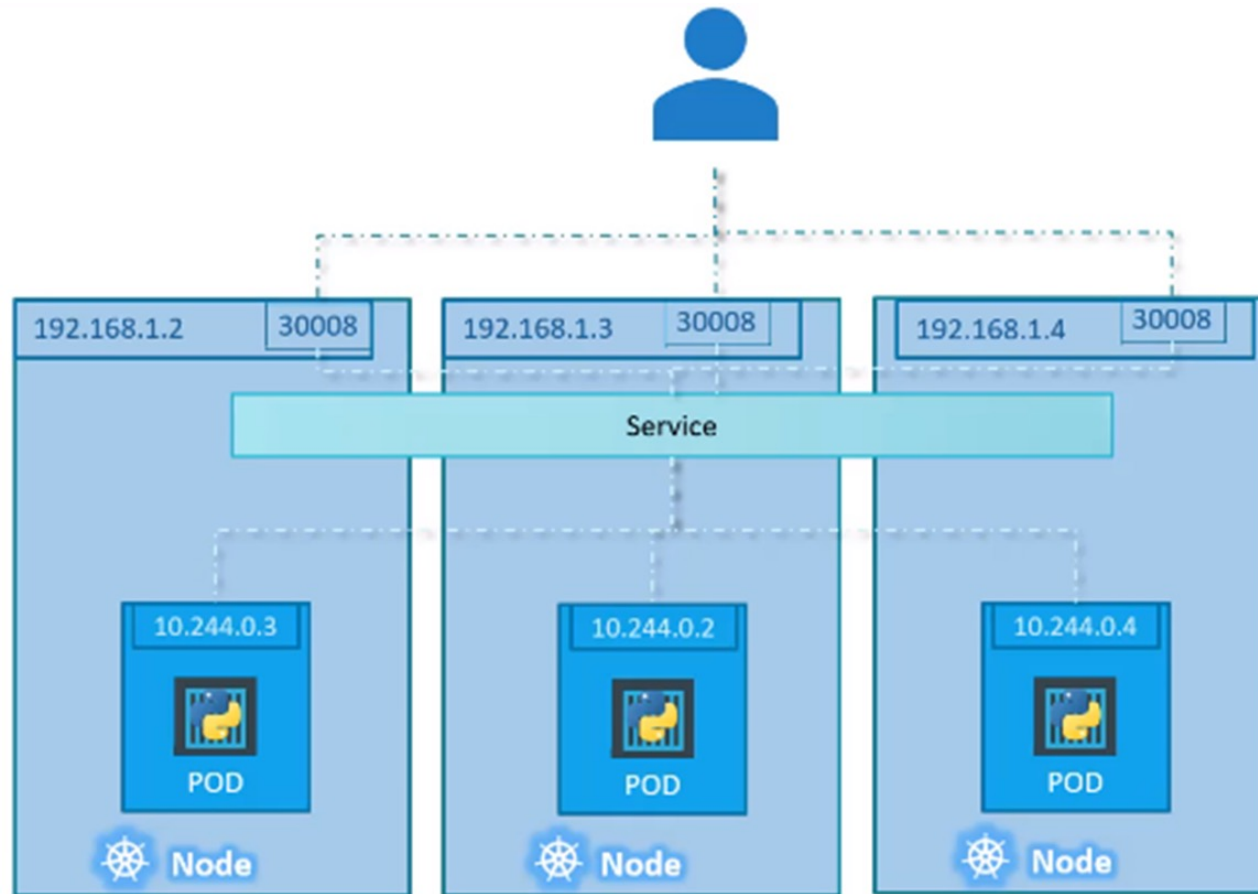 192.168.1.2
30008
192.168.1.3
30008
192.168.1.4
30008
Service
10.244.0.3
10.244.0.2
10.244.0.4
POD
POD
POD
Node
Node
Node